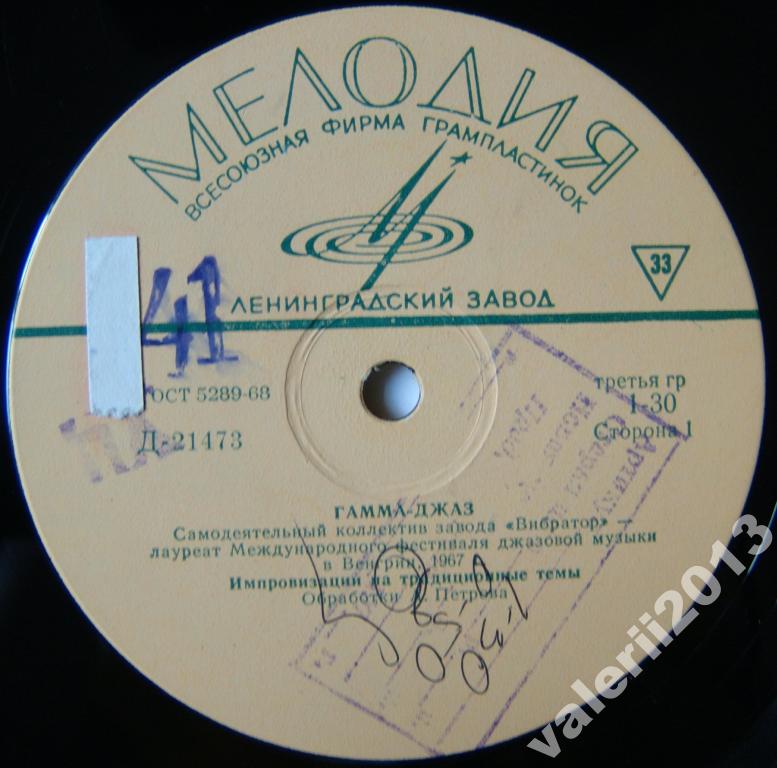 МЕЛОДИЯ
ВСЕСОЮЗНАЯ ФИРМА ГРАМПЛАСТИНОК
33
41
ЛЕНИНГРАДСКИЙ ЗАВОД
ОСТ 5289-68
третья гр
1-30
Д-21473
Сторона 1
ГАММА-ДЖАЗ
Самодеятельный коллектив завода «Вибратор» —
лауреат Международного фестиваля джазовой музыки
в Венгрии, 1967
Импровизации на традиционные темы
Обработки А. Петрова
valerii2013